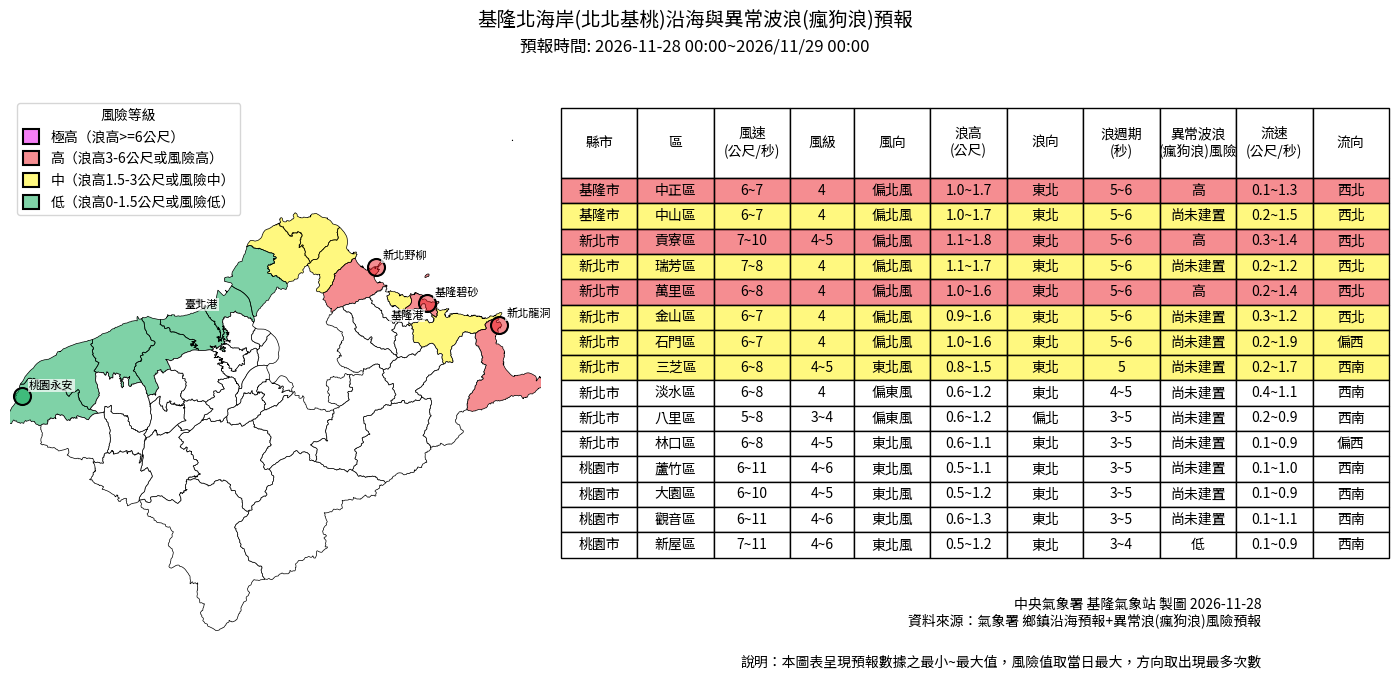 基隆北海岸(北北基桃)沿海與異常波浪(瘋狗浪)預報
預報時間: 2026-11-28 00:00~2026/11/29 00:00
風險等級
極高（浪高>=6公尺）
高（浪高3-6公尺或風險高）
中（浪高1.5-3公尺或風險中）
低（浪高0-1.5公尺或風險低）
新北野柳
基隆碧砂
臺北港
基隆港
新北龍洞
桃園永安
縣市 區 風速(公尺/秒) 風級 風向 浪高(公尺) 浪向 浪週期(秒) 異常波浪(瘋狗浪)風險 流速(公尺/秒) 流向
基隆市 中正區 6~7 4 偏北風 1.0~1.7 東北 5~6 高 0.1~1.3 西北
基隆市 中山區 6~7 4 偏北風 1.0~1.7 東北 5~6 尚未建置 0.2~1.5 西北
新北市 貢寮區 7~10 4~5 偏北風 1.1~1.8 東北 5~6 高 0.3~1.4 西北
新北市 瑞芳區 7~8 4 偏北風 1.1~1.7 東北 5~6 尚未建置 0.2~1.2 西北
新北市 萬里區 6~8 4 偏北風 1.0~1.6 東北 5~6 高 0.2~1.4 西北
新北市 金山區 6~7 4 偏北風 0.9~1.6 東北 5~6 尚未建置 0.3~1.2 西北
新北市 石門區 6~7 4 偏北風 1.0~1.6 東北 5~6 尚未建置 0.2~1.9 偏西
新北市 三芝區 6~8 4~5 東北風 0.8~1.5 東北 5 尚未建置 0.2~1.7 西南
新北市 淡水區 6~8 4 偏東風 0.6~1.2 東北 4~5 尚未建置 0.4~1.1 西南
新北市 八里區 5~8 3~4 偏東風 0.6~1.2 偏北 3~5 尚未建置 0.2~0.9 西南
新北市 林口區 6~8 4~5 東北風 0.6~1.1 東北 3~5 尚未建置 0.1~0.9 偏西
桃園市 蘆竹區 6~11 4~6 東北風 0.5~1.1 東北 3~5 尚未建置 0.1~1.0 西南
桃園市 大園區 6~10 4~5 東北風 0.5~1.2 東北 3~5 尚未建置 0.1~0.9 西南
桃園市 觀音區 6~11 4~6 東北風 0.6~1.3 東北 3~5 尚未建置 0.1~1.1 西南
桃園市 新屋區 7~11 4~6 東北風 0.5~1.2 東北 3~4 低 0.1~0.9 西南
中央氣象署 基隆氣象站 製圖 2026-11-28
資料來源：氣象署 鄉鎮沿海預報+異常浪(瘋狗浪)風險預報
說明：本圖表呈現預報數據之最小~最大值，風險值取當日最大，方向取出現最多次數